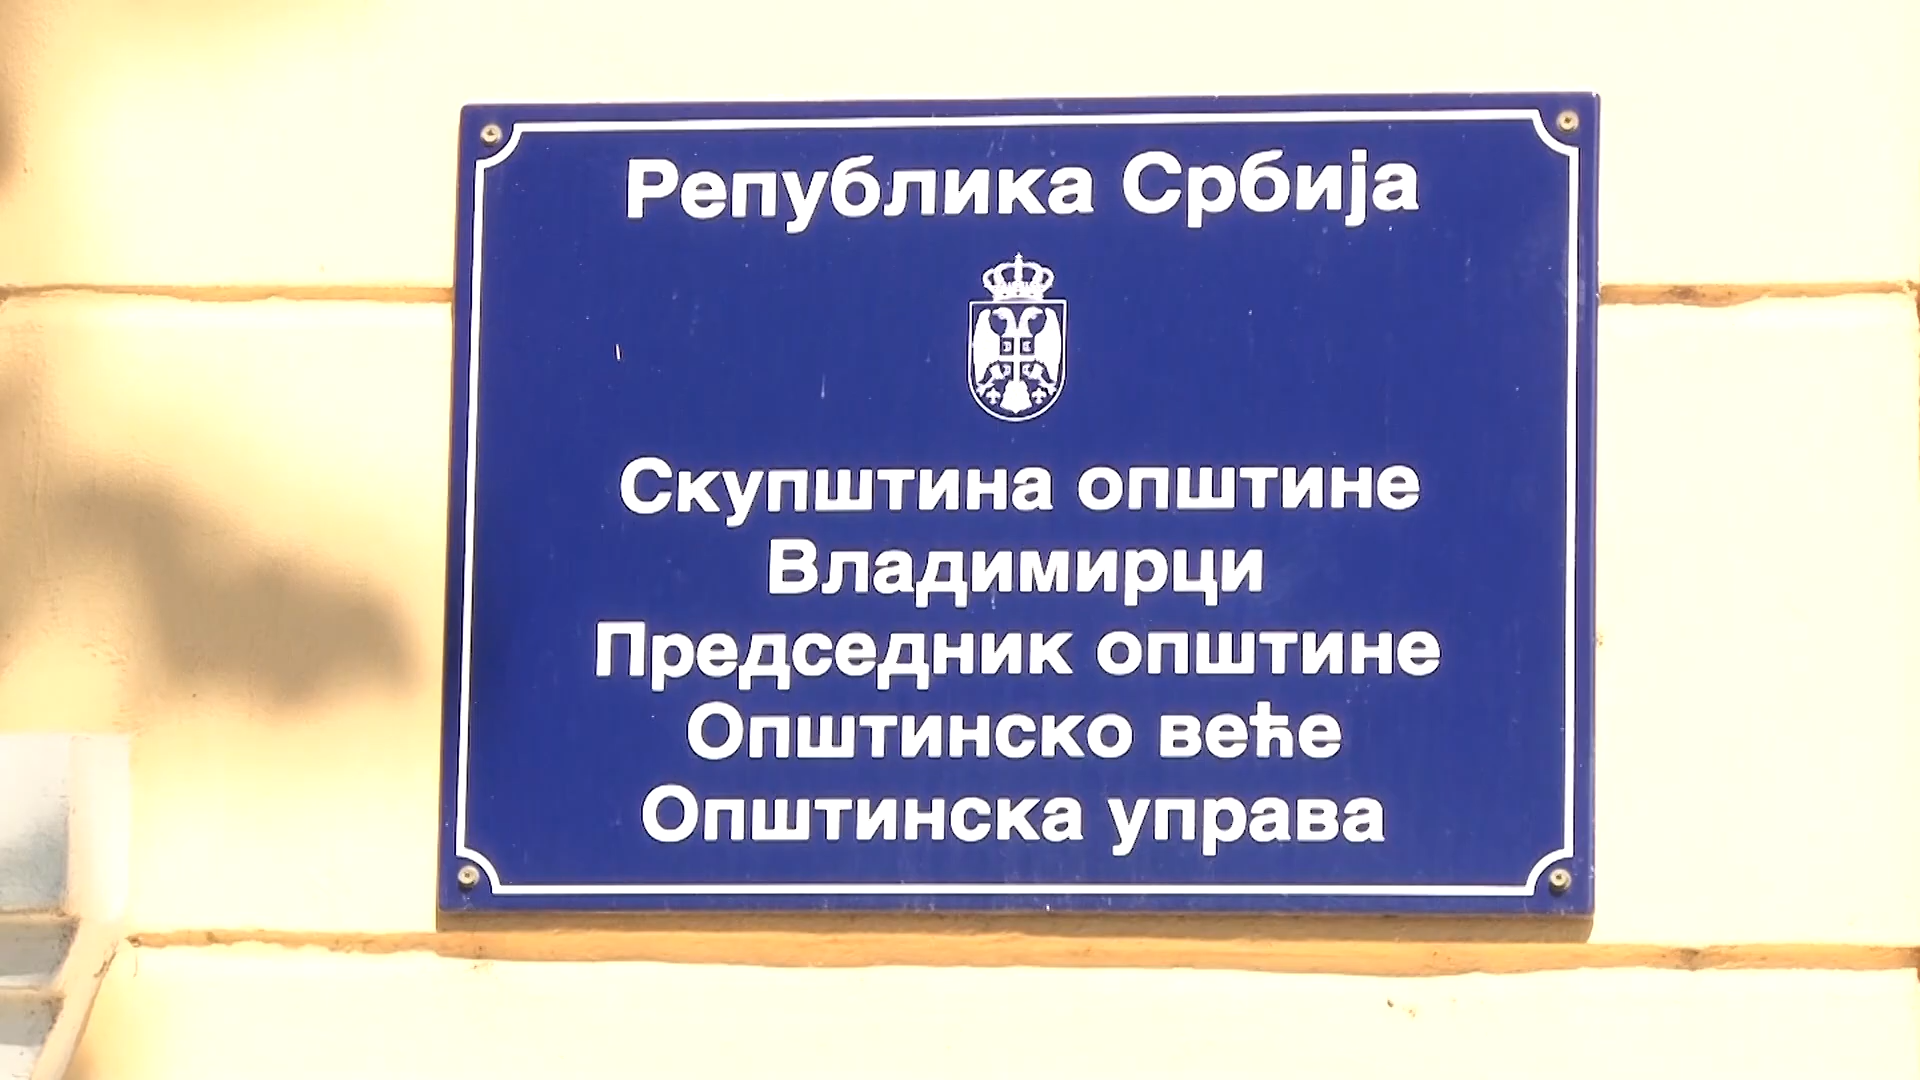 Република Србија
Скупштина општине
Владимирци
Председник општине
Општинско веће
Општинска управа